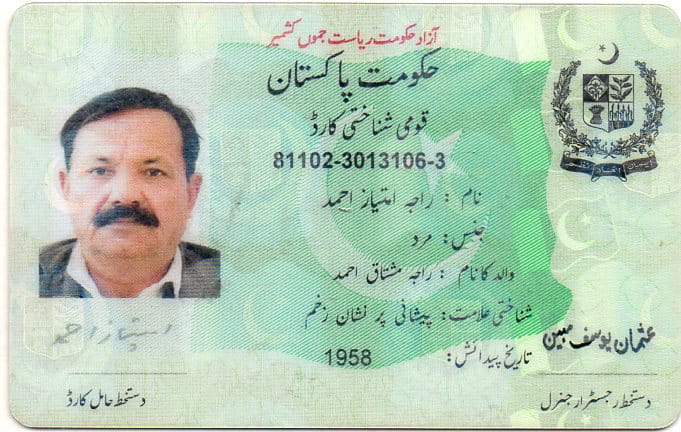 آزاد حکومت ریاست جموں کشمیر
حکومت پاکستان
قومی شناختی کارڈ
81102-3013106-3
نام : راجہ امتیاز احمد
جنس: مرد
والد کا نام : راجہ مشتاق احمد
شناختی علامت: پیشانی پر نشان زخم
تاریخ پیدائش: 1958
امتیاز احمد
عثمان یوسف مبین
دستخط حامل کارڈ
دستخط رجسٹرار جنرل